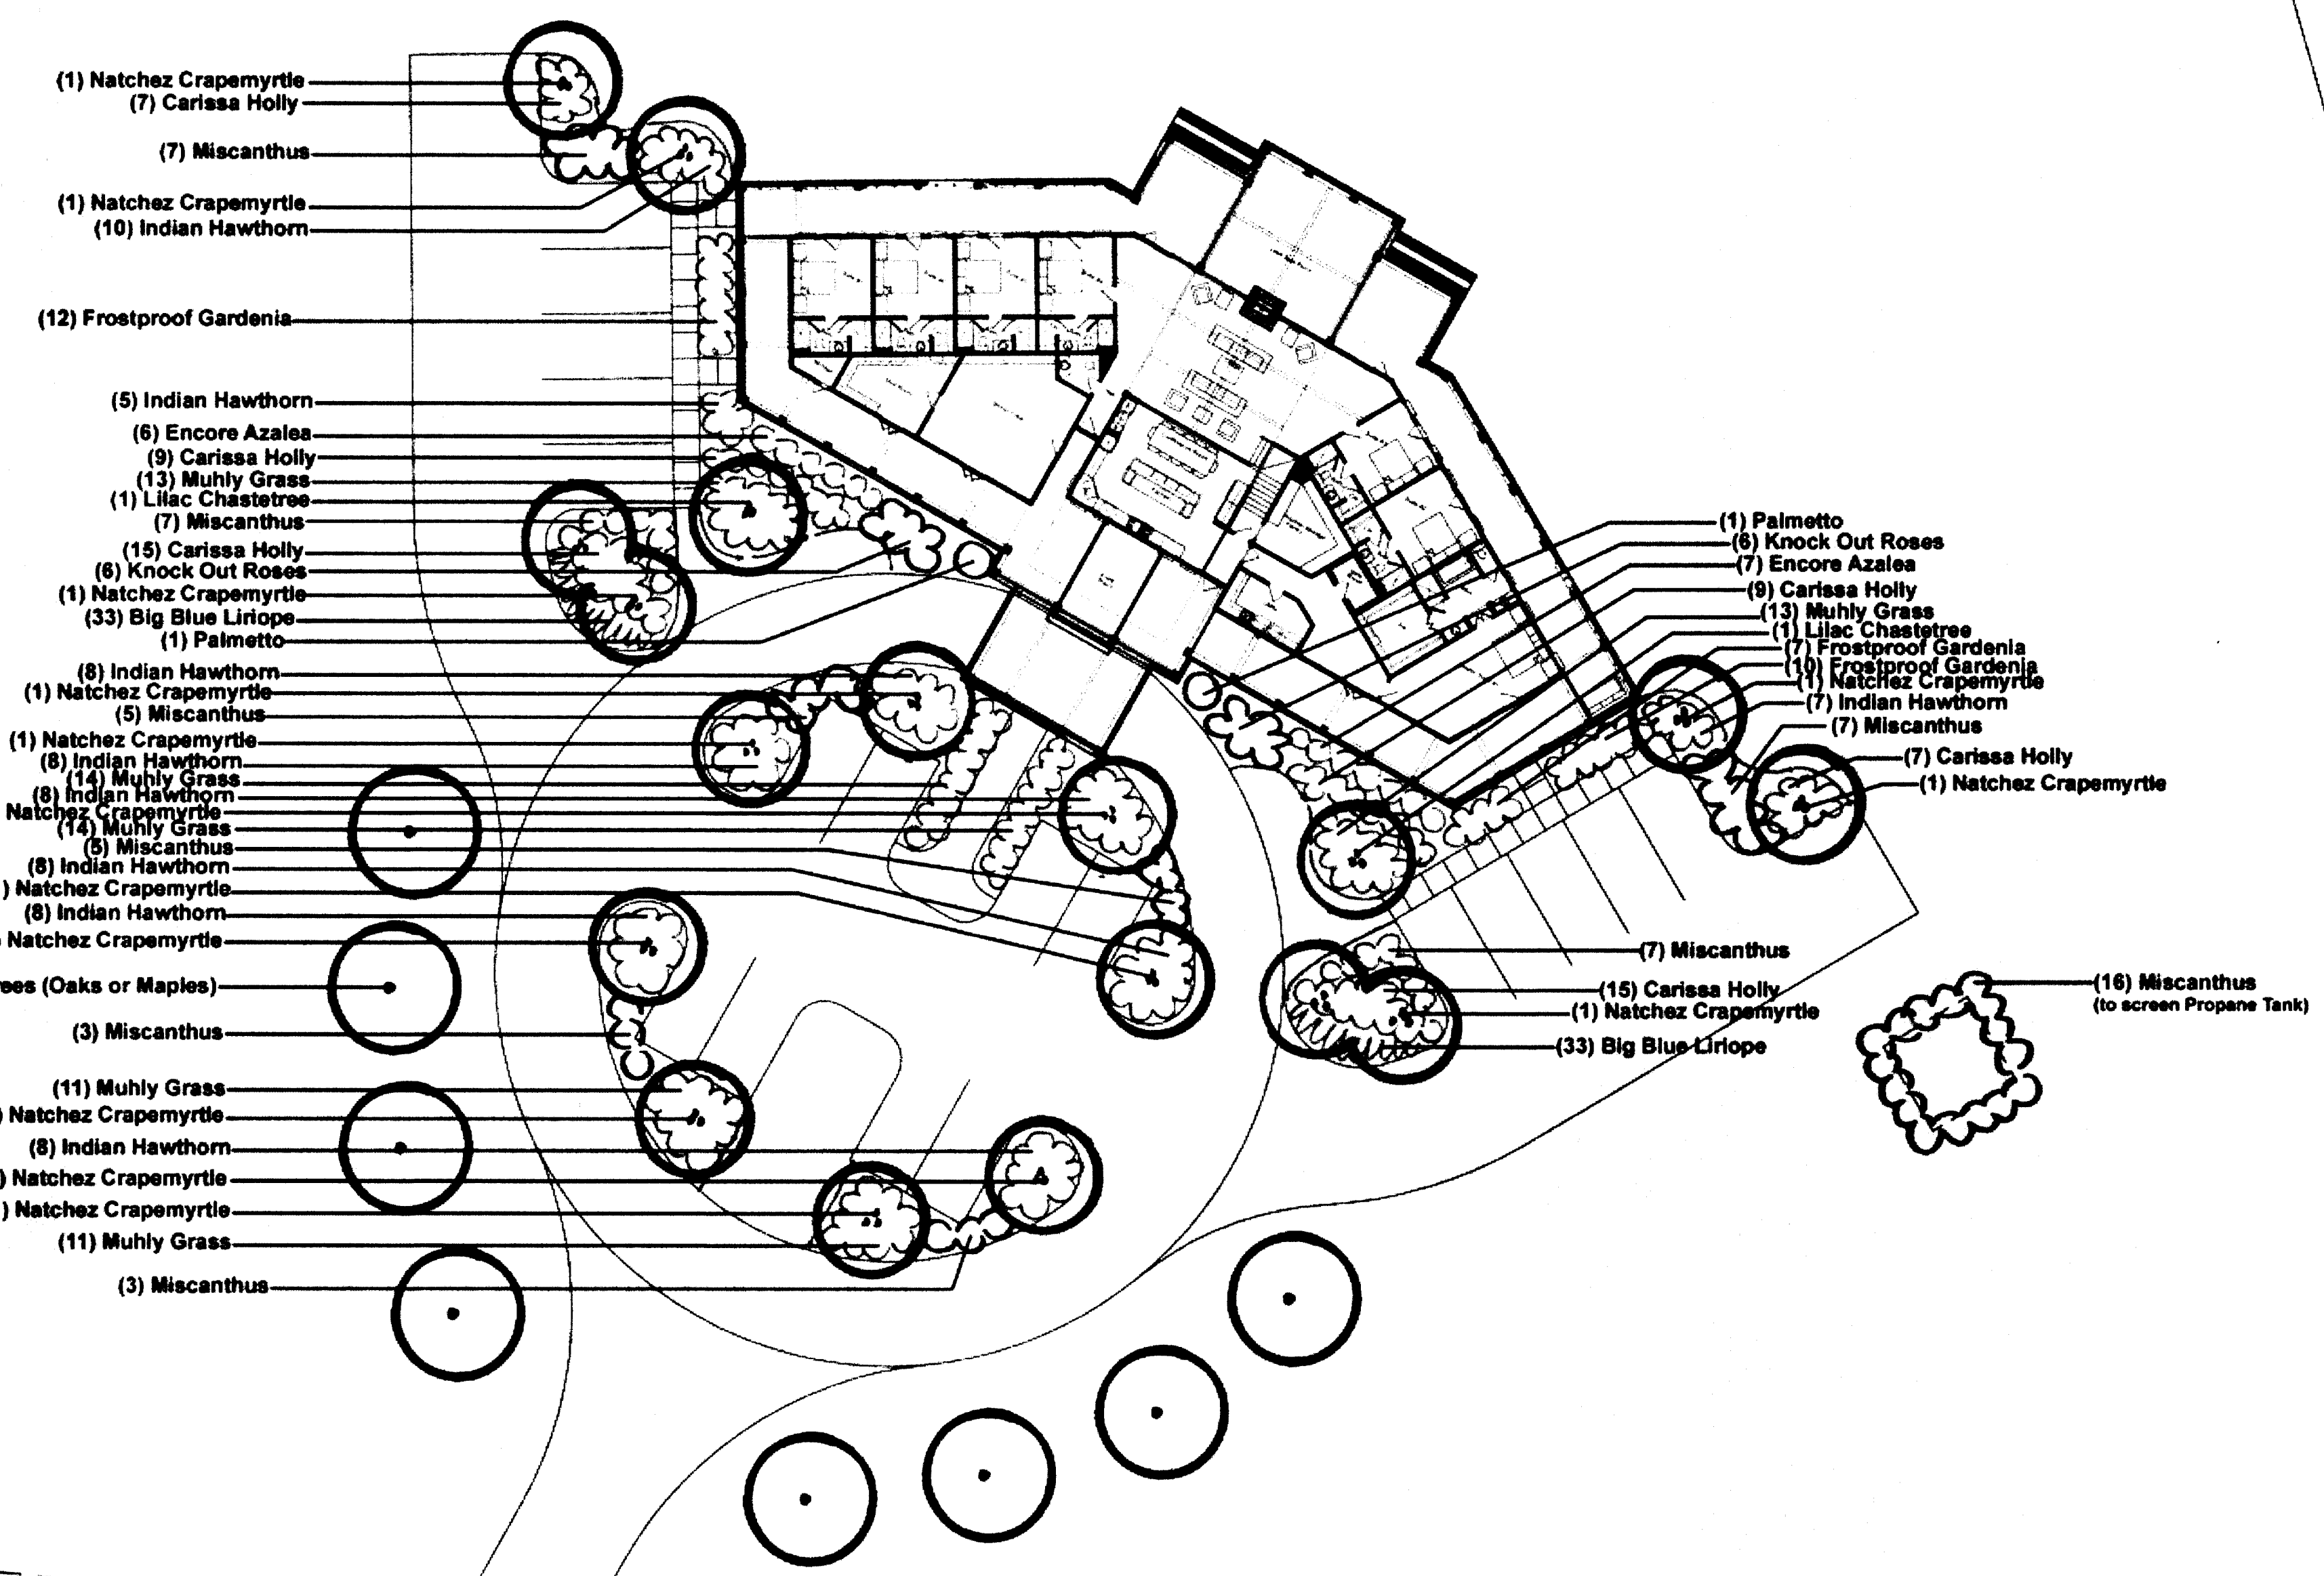 (1) Natchez Crapemyrtle
(7) Carissa Holly
(7) Miscanthus
(1) Natchez Crapemyrtle
(10) Indian Hawthorn
(12) Frostproof Gardenia
(5) Indian Hawthorn
(6) Encore Azalea
(9) Carissa Holly
(13) Muhly Grass
(1) Lilac Chastetree
(7) Miscanthus
(15) Carissa Holly
(6) Knock Out Roses
(1) Natchez Crapemyrtle
(33) Big Blue Liriope
(1) Palmetto
(8) Indian Hawthorn
(1) Natchez Crapemyrtle
(5) Miscanthus
(1) Natchez Crapemyrtle
(8) Indian Hawthorn
(14) Muhly Grass
(8) Indian Hawthorn
Natchez Crapemyrtle
(14) Muhly Grass
(5) Miscanthus
(8) Indian Hawthorn
) Natchez Crapemyrtle
(8) Indian Hawthorn
Natchez Crapemyrtle
ees (Oaks or Maples)
(3) Miscanthus
(11) Muhly Grass
) Natchez Crapemyrtle
(8) Indian Hawthorn
) Natchez Crapemyrtle
) Natchez Crapemyrtle
(11) Muhly Grass
(3) Miscanthus
(1) Palmetto
(6) Knock Out Roses
(7) Encore Azalea
(9) Carissa Holly
(13) Muhly Grass
(1) Lilac Chastetree
(7) Frostproof Gardenia
(10) Frostproof Gardenia
(1) Natchez Crapemyrtle
(7) Indian Hawthorn
(7) Miscanthus
(7) Carissa Holly
(1) Natchez Crapemyrtle
(7) Miscanthus
(15) Carissa Holly
(1) Natchez Crapemyrtle
(33) Big Blue Liriope
(16) Miscanthus
(to screen Propane Tank)